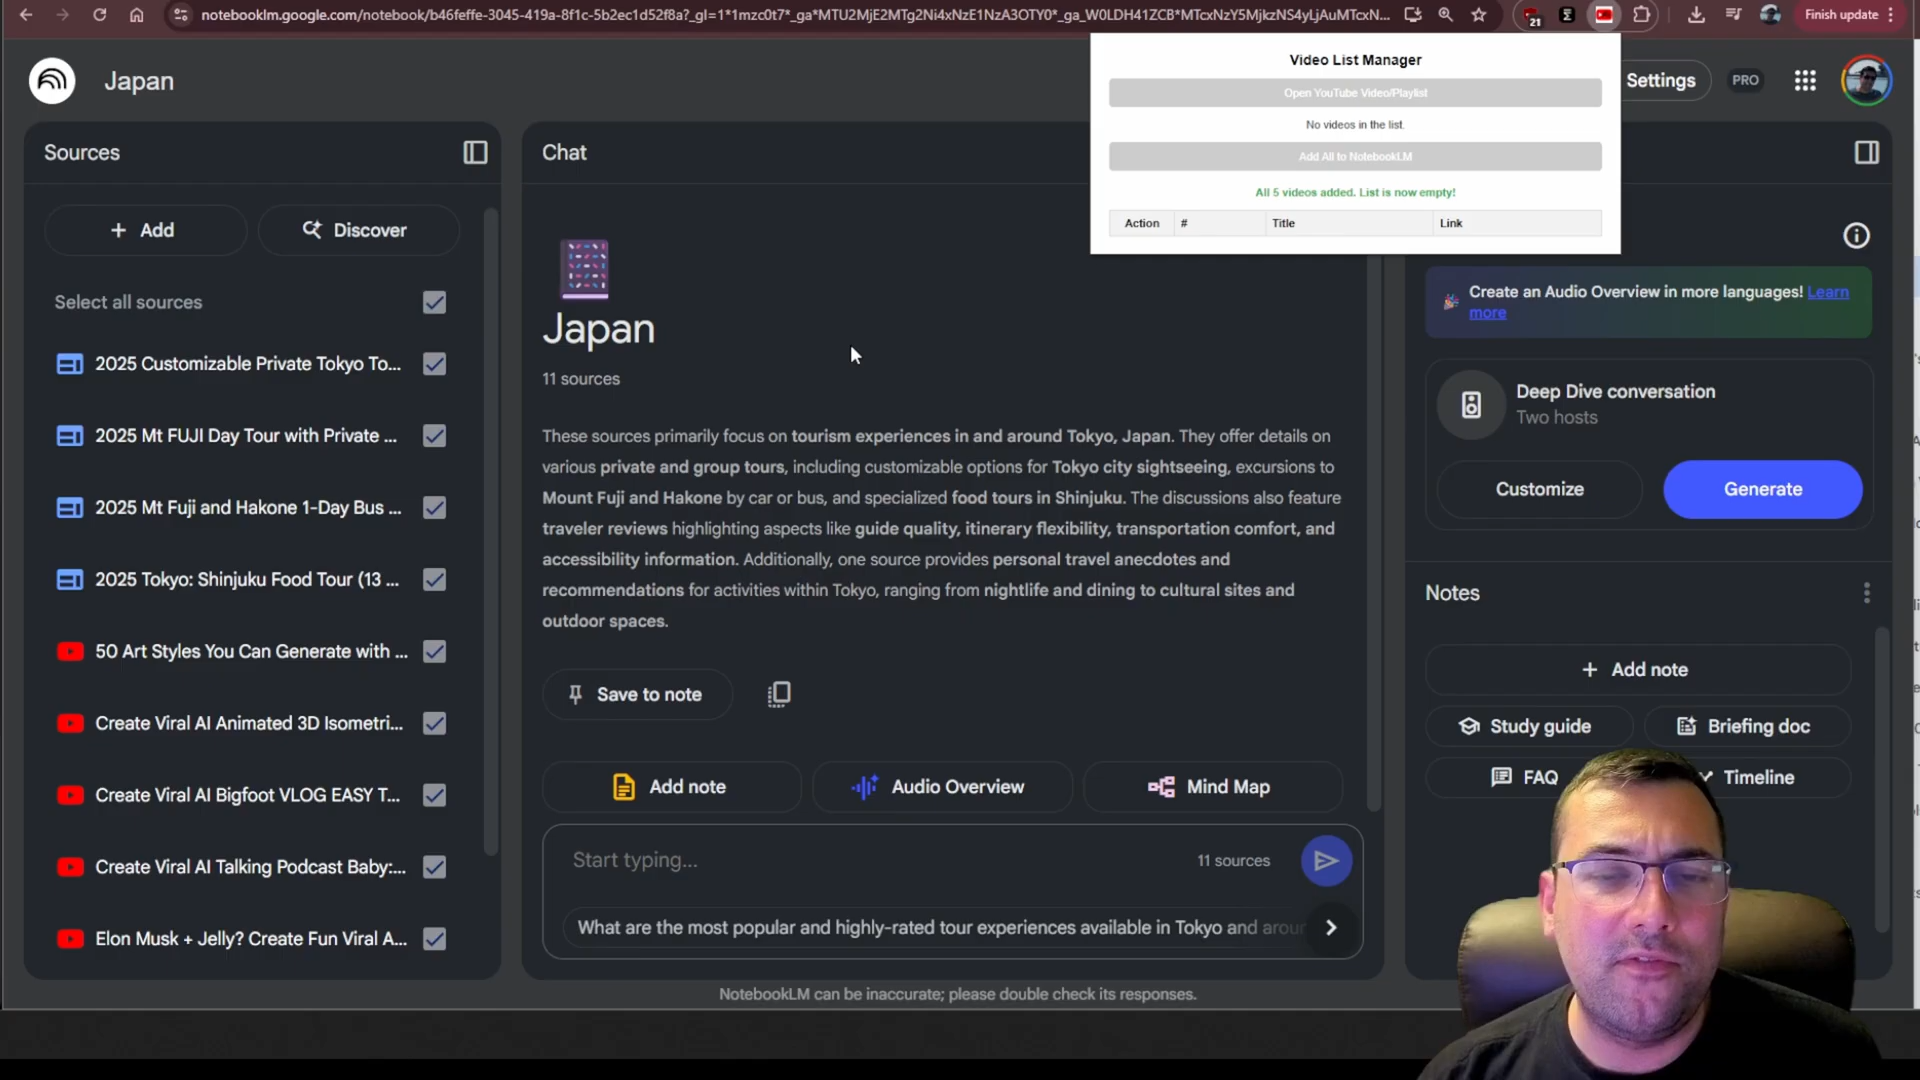 notebooklm.google.com/notebook/b46feffe-3045-419a-8f1c-5b2ec1d52f8a?_gl=1*1mzc0t7*_ga*MTU2MjE2MTg2Ni4xNzE1NzA3OTY0*_ga_W0LDH41ZCB*MTcxNzY5MjkzNS4yLjAuMTcxN...
21
Finish update
Japan
Video List Manager
Open YouTube Video/Playlist
No videos in the list.
Add All to NotebookLM
All 5 videos added. List is now empty!
Action # Title Link
Settings
PRO
Sources
+ Add
Discover
Select all sources
2025 Customizable Private Tokyo To...
2025 Mt FUJI Day Tour with Private ...
2025 Mt Fuji and Hakone 1-Day Bus ...
2025 Tokyo: Shinjuku Food Tour (13 ...
50 Art Styles You Can Generate with ...
Create Viral AI Animated 3D Isometri...
Create Viral AI Bigfoot VLOG EASY T...
Create Viral AI Talking Podcast Baby:...
Elon Musk + Jelly? Create Fun Viral A...
Chat
Japan
11 sources
These sources primarily focus on tourism experiences in and around Tokyo, Japan. They offer details on
various private and group tours, including customizable options for Tokyo city sightseeing, excursions to
Mount Fuji and Hakone by car or bus, and specialized food tours in Shinjuku. The discussions also feature
traveler reviews highlighting aspects like guide quality, itinerary flexibility, transportation comfort, and
accessibility information. Additionally, one source provides personal travel anecdotes and
recommendations for activities within Tokyo, ranging from nightlife and dining to cultural sites and
outdoor spaces.
Save to note
Add note
Audio Overview
Mind Map
Start typing...
11 sources
What are the most popular and highly-rated tour experiences available in Tokyo and arour
NotebookLM can be inaccurate; please double check its responses.
Create an Audio Overview in more languages! Learn
more
Deep Dive conversation
Two hosts
Customize
Generate
Notes
+ Add note
Study guide
Briefing doc
FAQ
Timeline